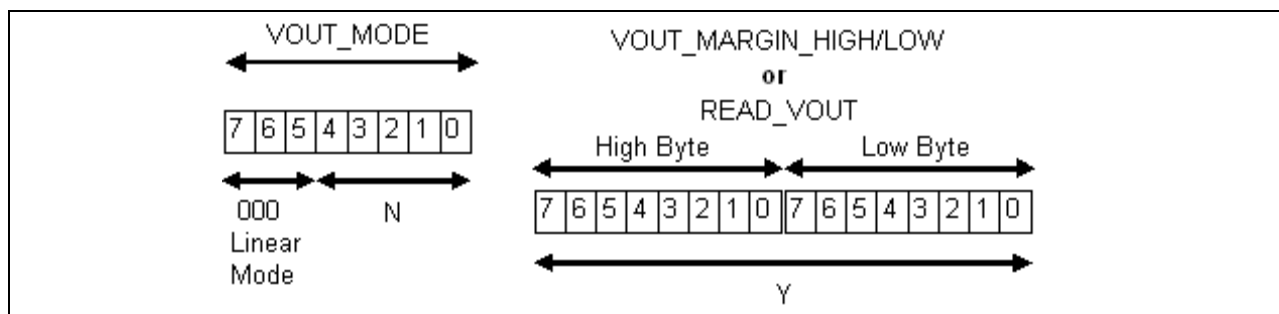 VOUT_MODE
7 6 5 4 3 2 1 0
000
Linear
Mode
N
VOUT_MARGIN_HIGH/LOW
or
READ_VOUT
High Byte Low Byte
7 6 5 4 3 2 1 0 7 6 5 4 3 2 1 0
Y